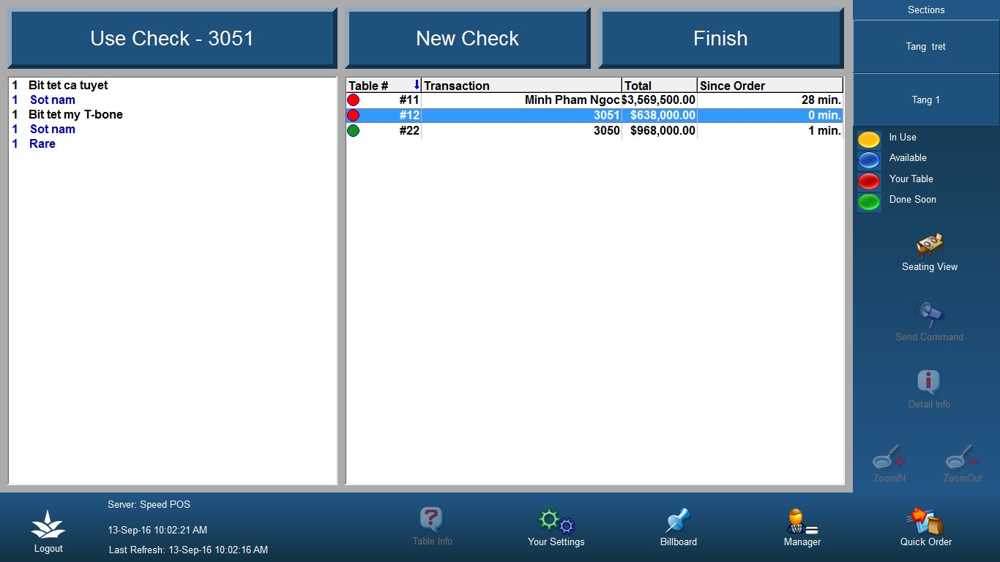 Use Check - 3051
New Check
Finish
Sections
Tang tret
Tang 1
1 Bit tet ca tuyet
1 Sot nam
1 Bit tet my T-bone
1 Sot nam
1 Rare
Table # Transaction Total Since Order
#11 Minh Pham Ngoc $3,569,500.00 28 min.
#12 3051 $638,000.00 0 min.
#22 3050 $968,000.00 1 min.
In Use
Available
Your Table
Done Soon
Seating View
Send Command
Detail Info
ZoomIN ZoomOut
Logout
Server: Speed POS
13-Sep-16 10:02:21 AM
Last Refresh: 13-Sep-16 10:02:16 AM
Table Info
Your Settings
Billboard
Manager
Quick Order